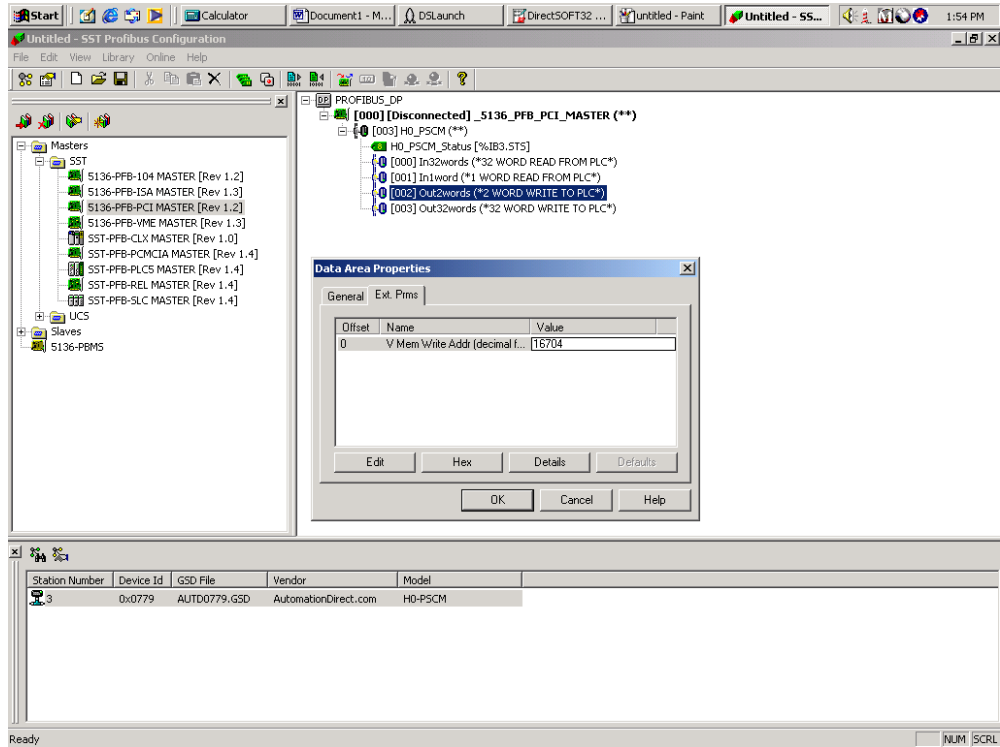 Start Calculator Document1 - M... DSLaunch DirectSOFT32 ... untitled - Paint Untitled - SS... 1:54 PM
Untitled - SST Profibus Configuration
File Edit View Library Online Help
PROFIBUS_DP
[000] [Disconnected] _5136_PFB_PCI_MASTER (**)
[003] H0_PSCM (**)
H0_PSCM_Status [%IB3.STS]
[000] In32words (*32 WORD READ FROM PLC*)
[001] In1word (*1 WORD READ FROM PLC*)
[002] Out2words (*2 WORD WRITE TO PLC*)
[003] Out32words (*32 WORD WRITE TO PLC*)
Masters
SST
5136-PFB-104 MASTER [Rev 1.2]
5136-PFB-ISA MASTER [Rev 1.3]
5136-PFB-PCI MASTER [Rev 1.2]
5136-PFB-VME MASTER [Rev 1.3]
SST-PFB-CLX MASTER [Rev 1.0]
SST-PFB-PCMCIA MASTER [Rev 1.4]
SST-PFB-PLC5 MASTER [Rev 1.4]
SST-PFB-REL MASTER [Rev 1.4]
SST-PFB-SLC MASTER [Rev 1.4]
UCS
Slaves
5136-PBMS
Data Area Properties
General Ext. Prms
Offset Name Value
0 V Mem Write Addr (decimal f... 16704
Edit Hex Details Defaults
OK Cancel Help
Station Number Device Id GSD File Vendor Model
3 0x0779 AUTD0779.GSD AutomationDirect.com H0-PSCM
Ready NUM SCRL